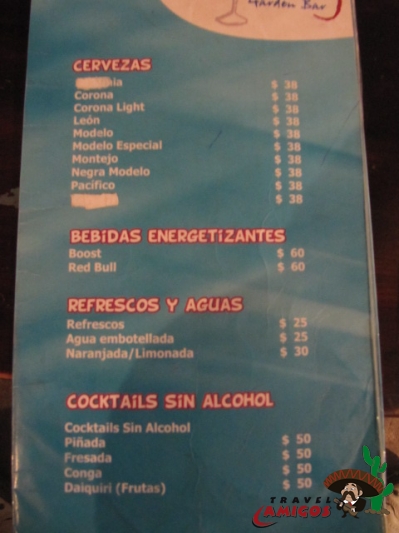 Garden Bar
CERVEZAS
$ 38
Corona $ 38
Corona Light $ 38
León $ 38
Modelo $ 38
Modelo Especial $ 38
Montejo $ 38
Negra Modelo $ 38
Pacífico $ 38
$ 38
BEBIDAS ENERGETIZANTES
Boost $ 60
Red Bull $ 60
REFRESCOS Y AGUAS
Refrescos $ 25
Agua embotellada $ 25
Naranjada/Limonada $ 30
COCKTAILS SIN ALCOHOL
Cocktails Sin Alcohol
Piñada $ 50
Fresada $ 50
Conga $ 50
Daiquiri (Frutas) $ 50
TRAVEL
AMIGOS